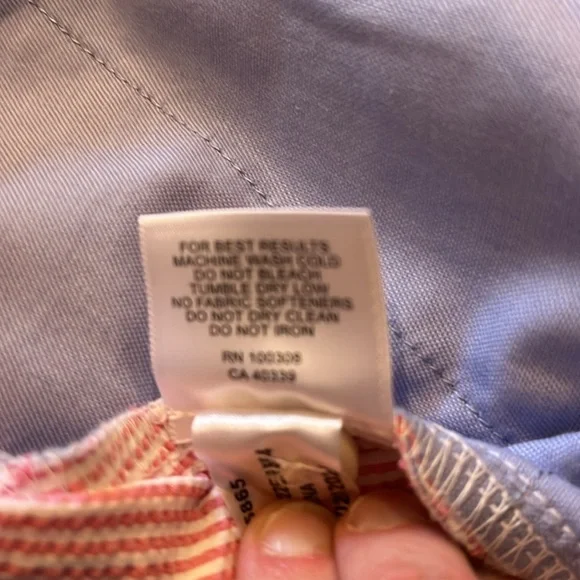 FOR BEST RESULTS
MACHINE WASH COLD
DO NOT BLEACH
TUMBLE DRY LOW
NO FABRIC SOFTENERS
DO NOT DRY CLEAN
DO NOT IRON
RN 100308
CA 40339